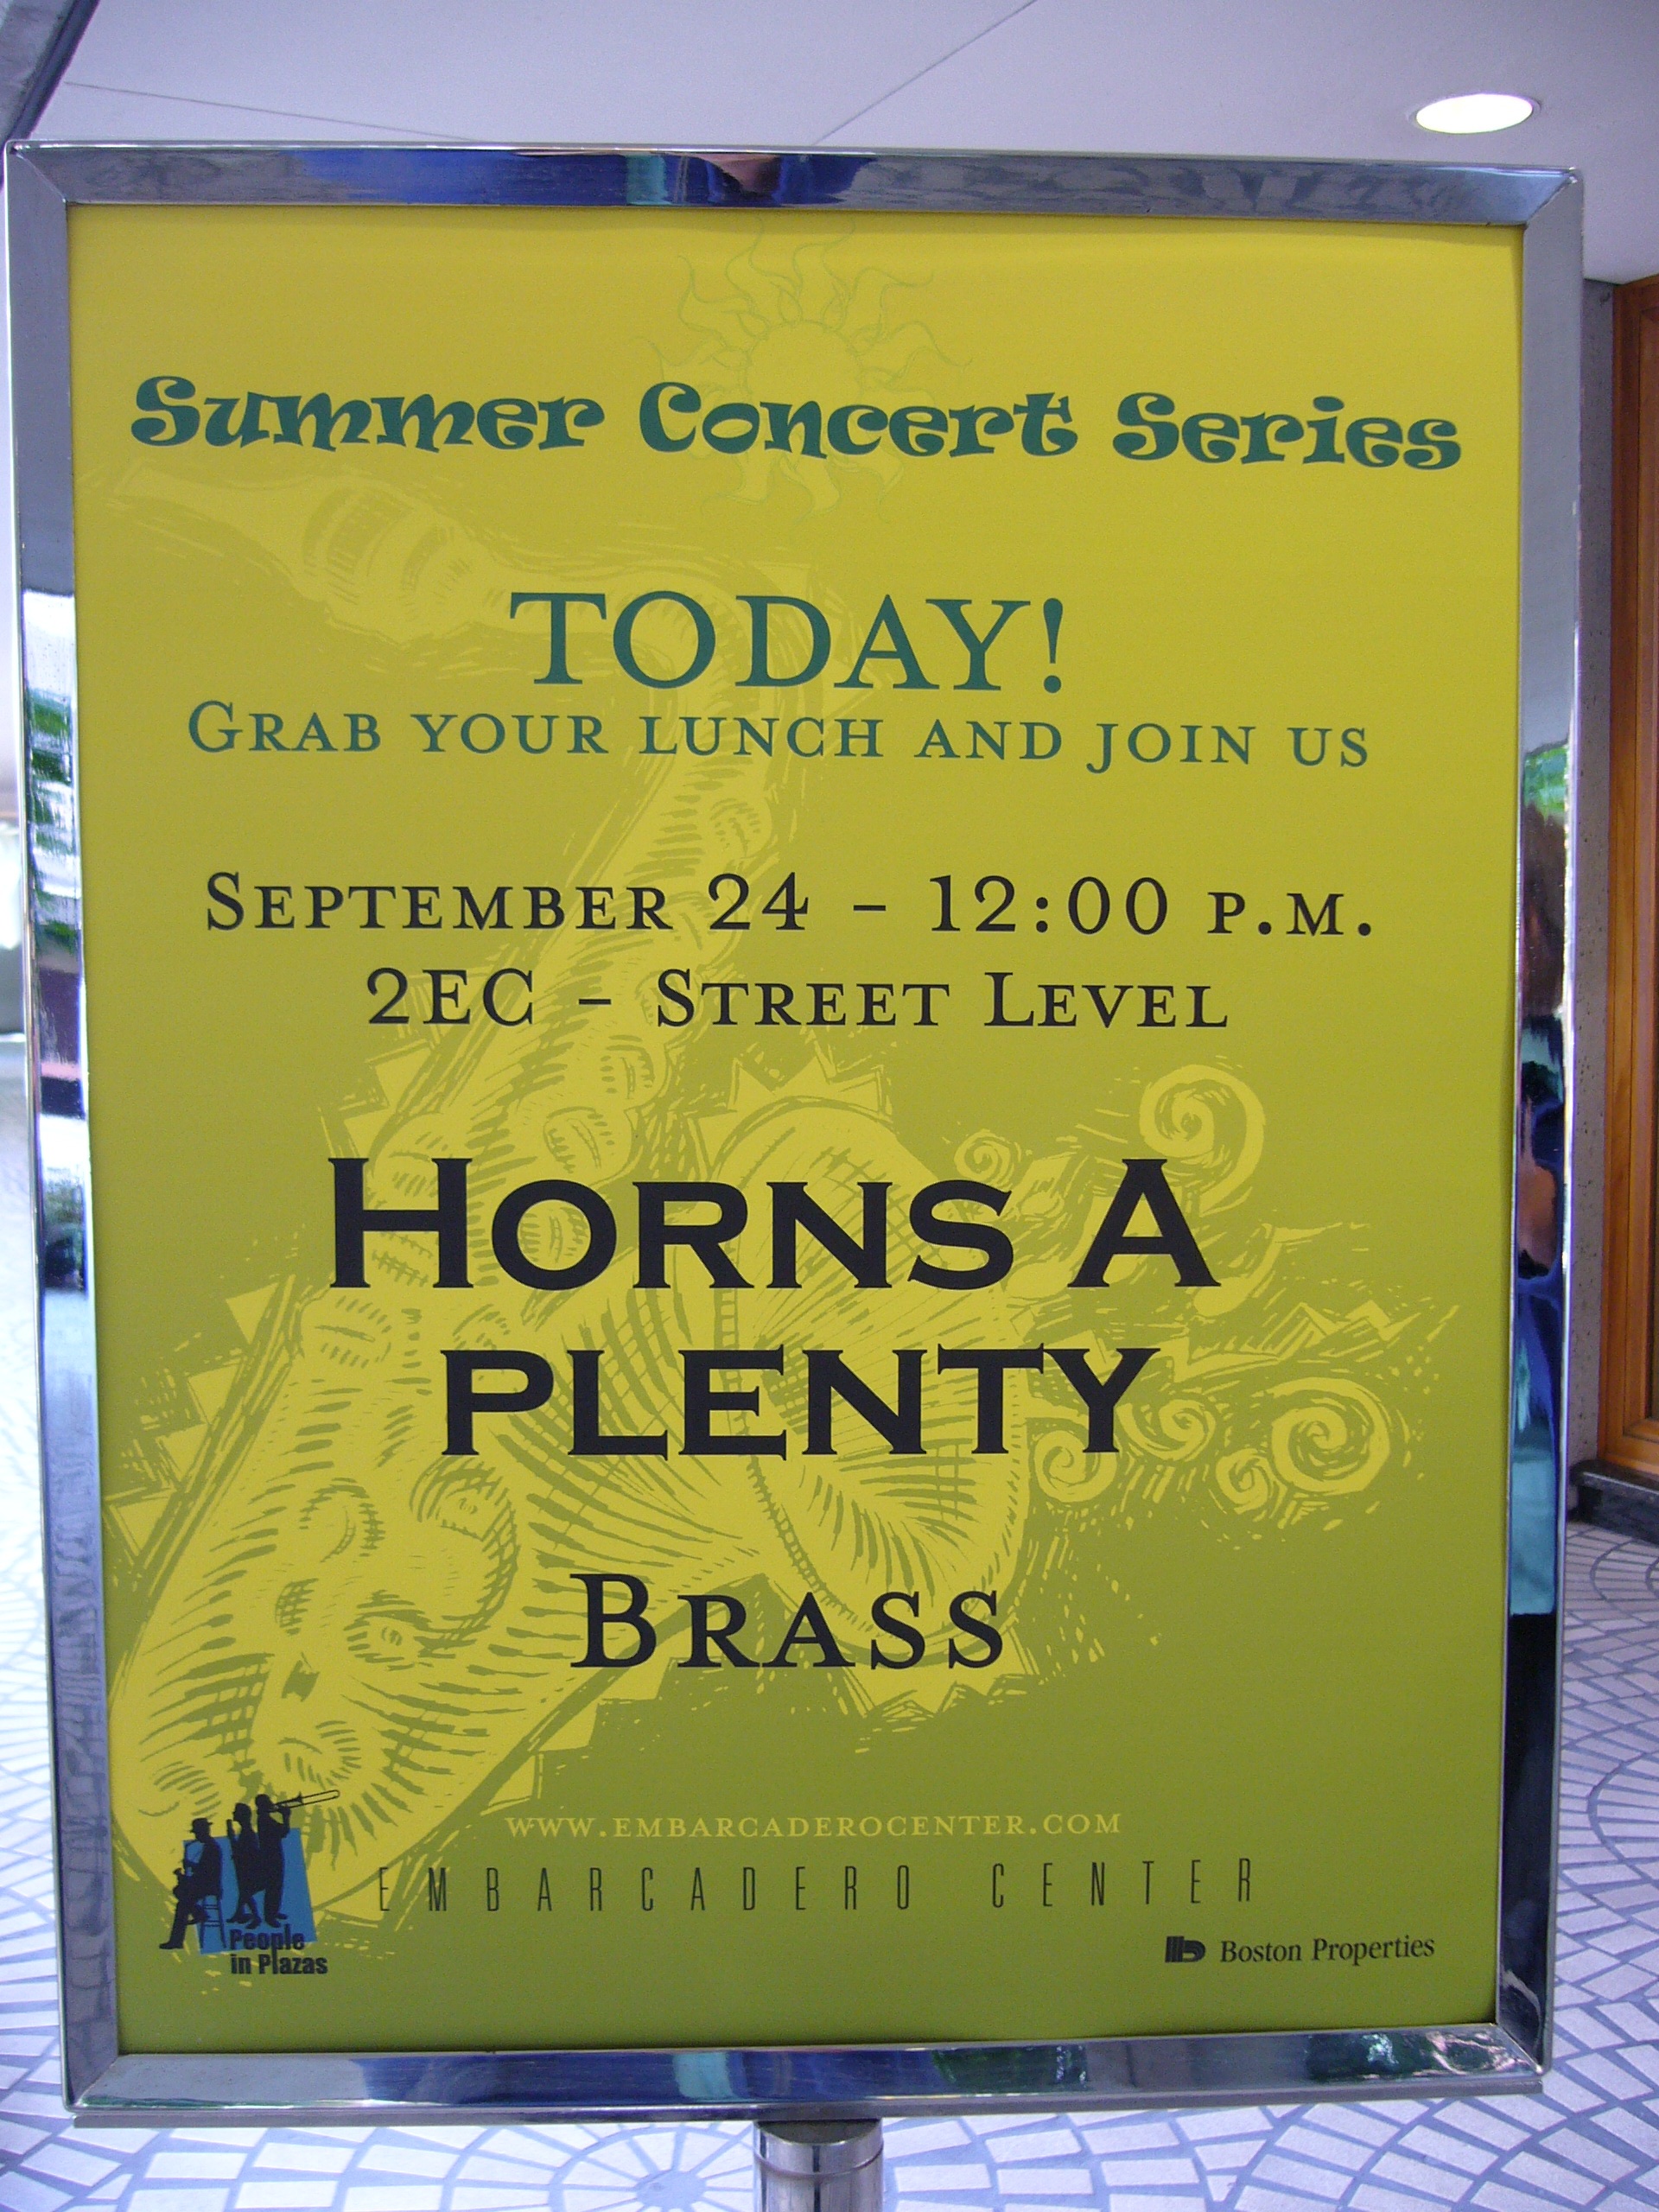 Summer Concert Series
TODAY!
GRAB YOUR LUNCH AND JOIN US
SEPTEMBER 24 – 12:00 P.M.
2EC – STREET LEVEL
HORNS A
PLENTY
BRASS
WWW.EMBARCADEROCENTER.COM
EMBARCADERO CENTER
People
in Plazas
Boston Properties